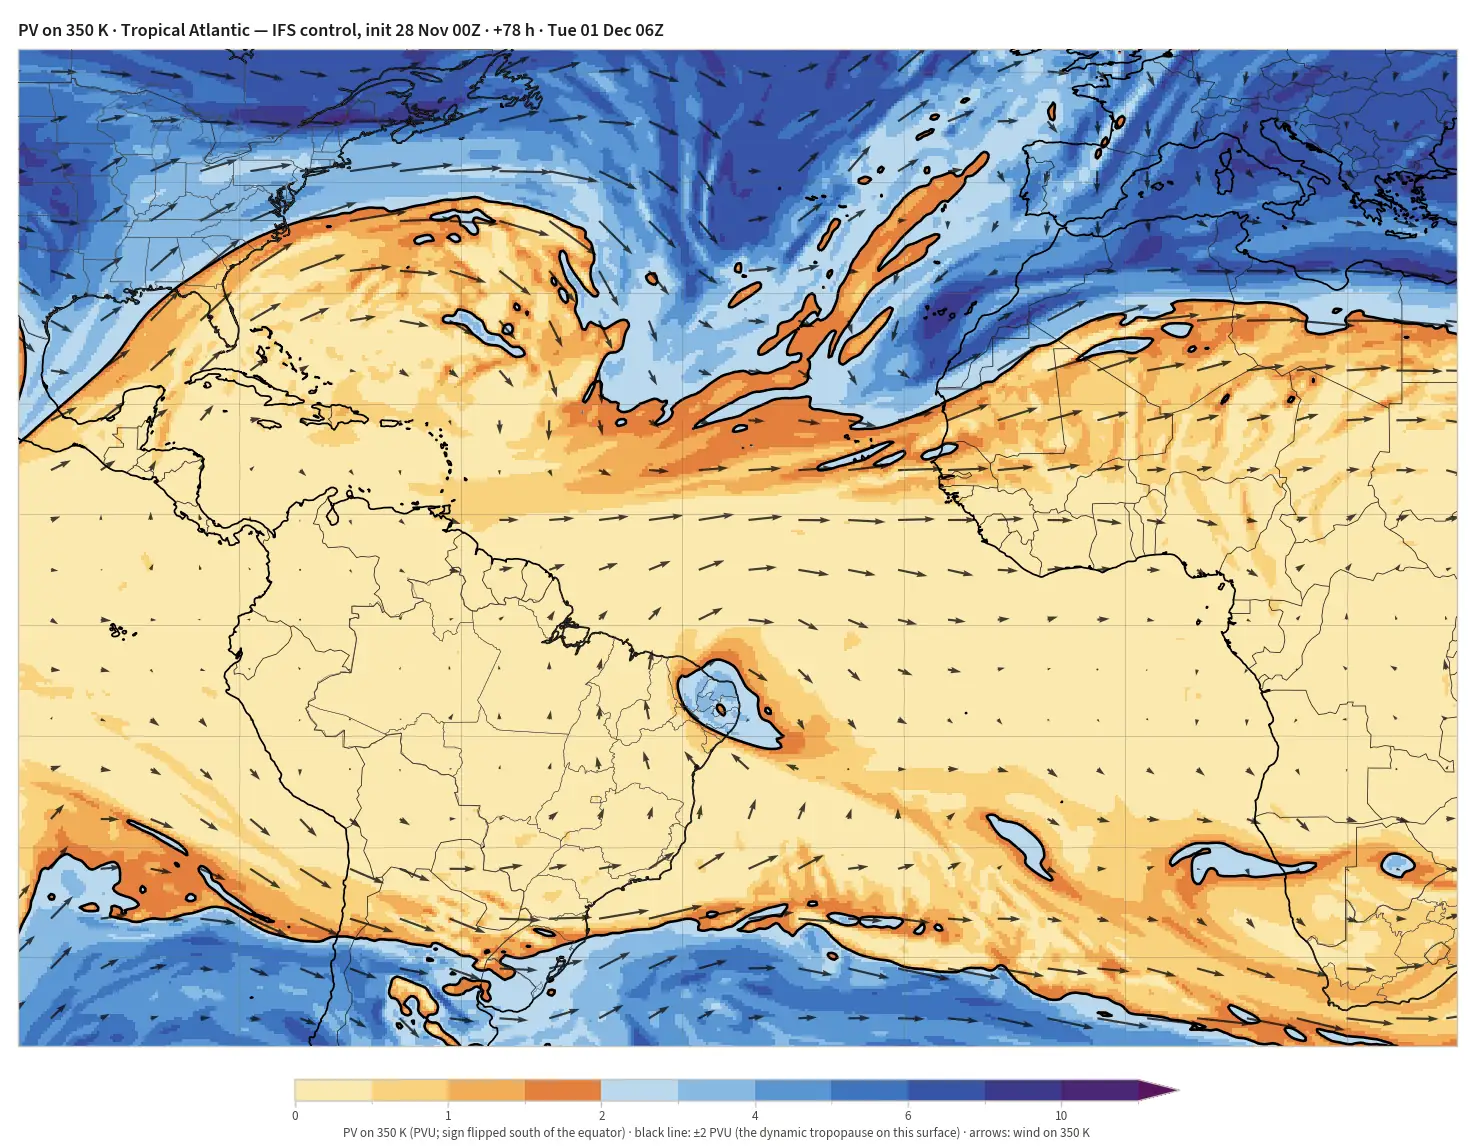 PV on 350 K · Tropical Atlantic — IFS control, init 28 Nov 00Z · +78 h · Tue 01 Dec 06Z
0 1 2 4 6 10
PV on 350 K (PVU; sign flipped south of the equator) · black line: ±2 PVU (the dynamic tropopause on this surface) · arrows: wind on 350 K